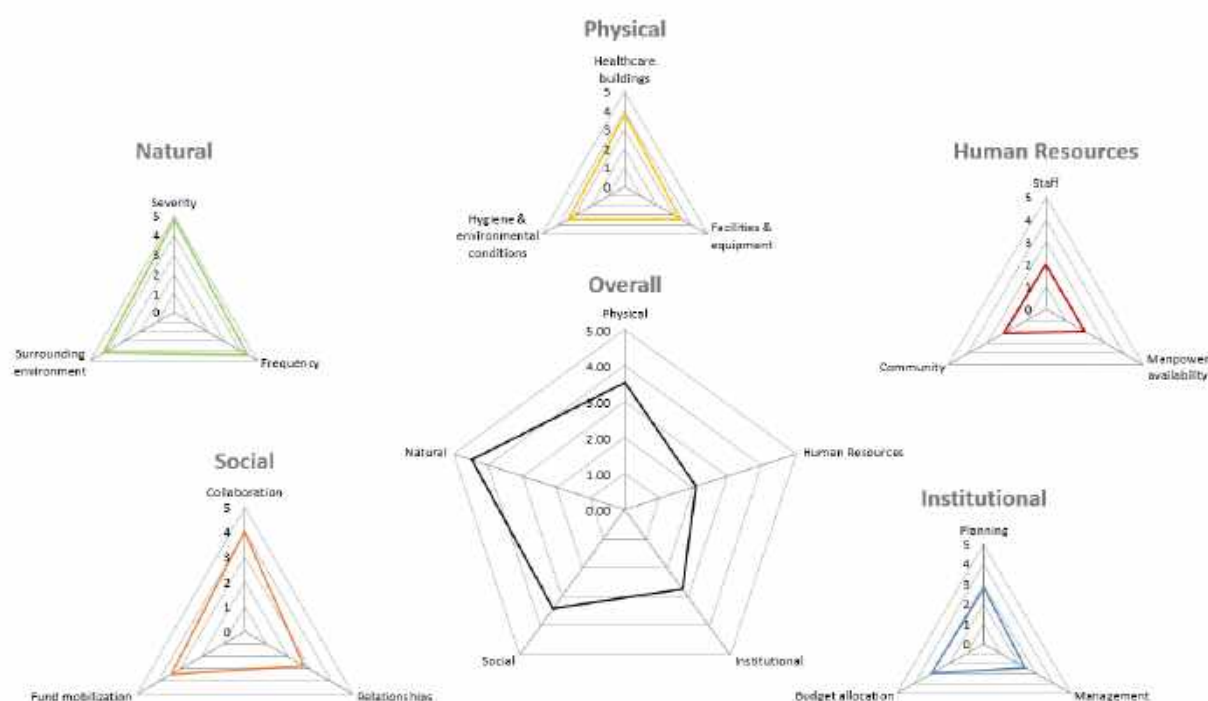 Physical
Healthcare
buildings
5
4
3
2
1
0
Hygiene &
environmental
conditions
Facilities &
equipment
Natural
Severity
5
4
3
2
1
0
Surrounding
environment
Frequency
Human Resources
Staff
5
4
3
2
1
0
Community
Manpower
availability
Overall
Physical
5.00
4.00
3.00
2.00
1.00
0.00
Natural
Human Resources
Social
Institutional
Social
Collaboration
5
4
3
2
1
0
Fund mobilization
Relationships
Institutional
Planning
5
4
3
2
1
0
Budget allocation
Management